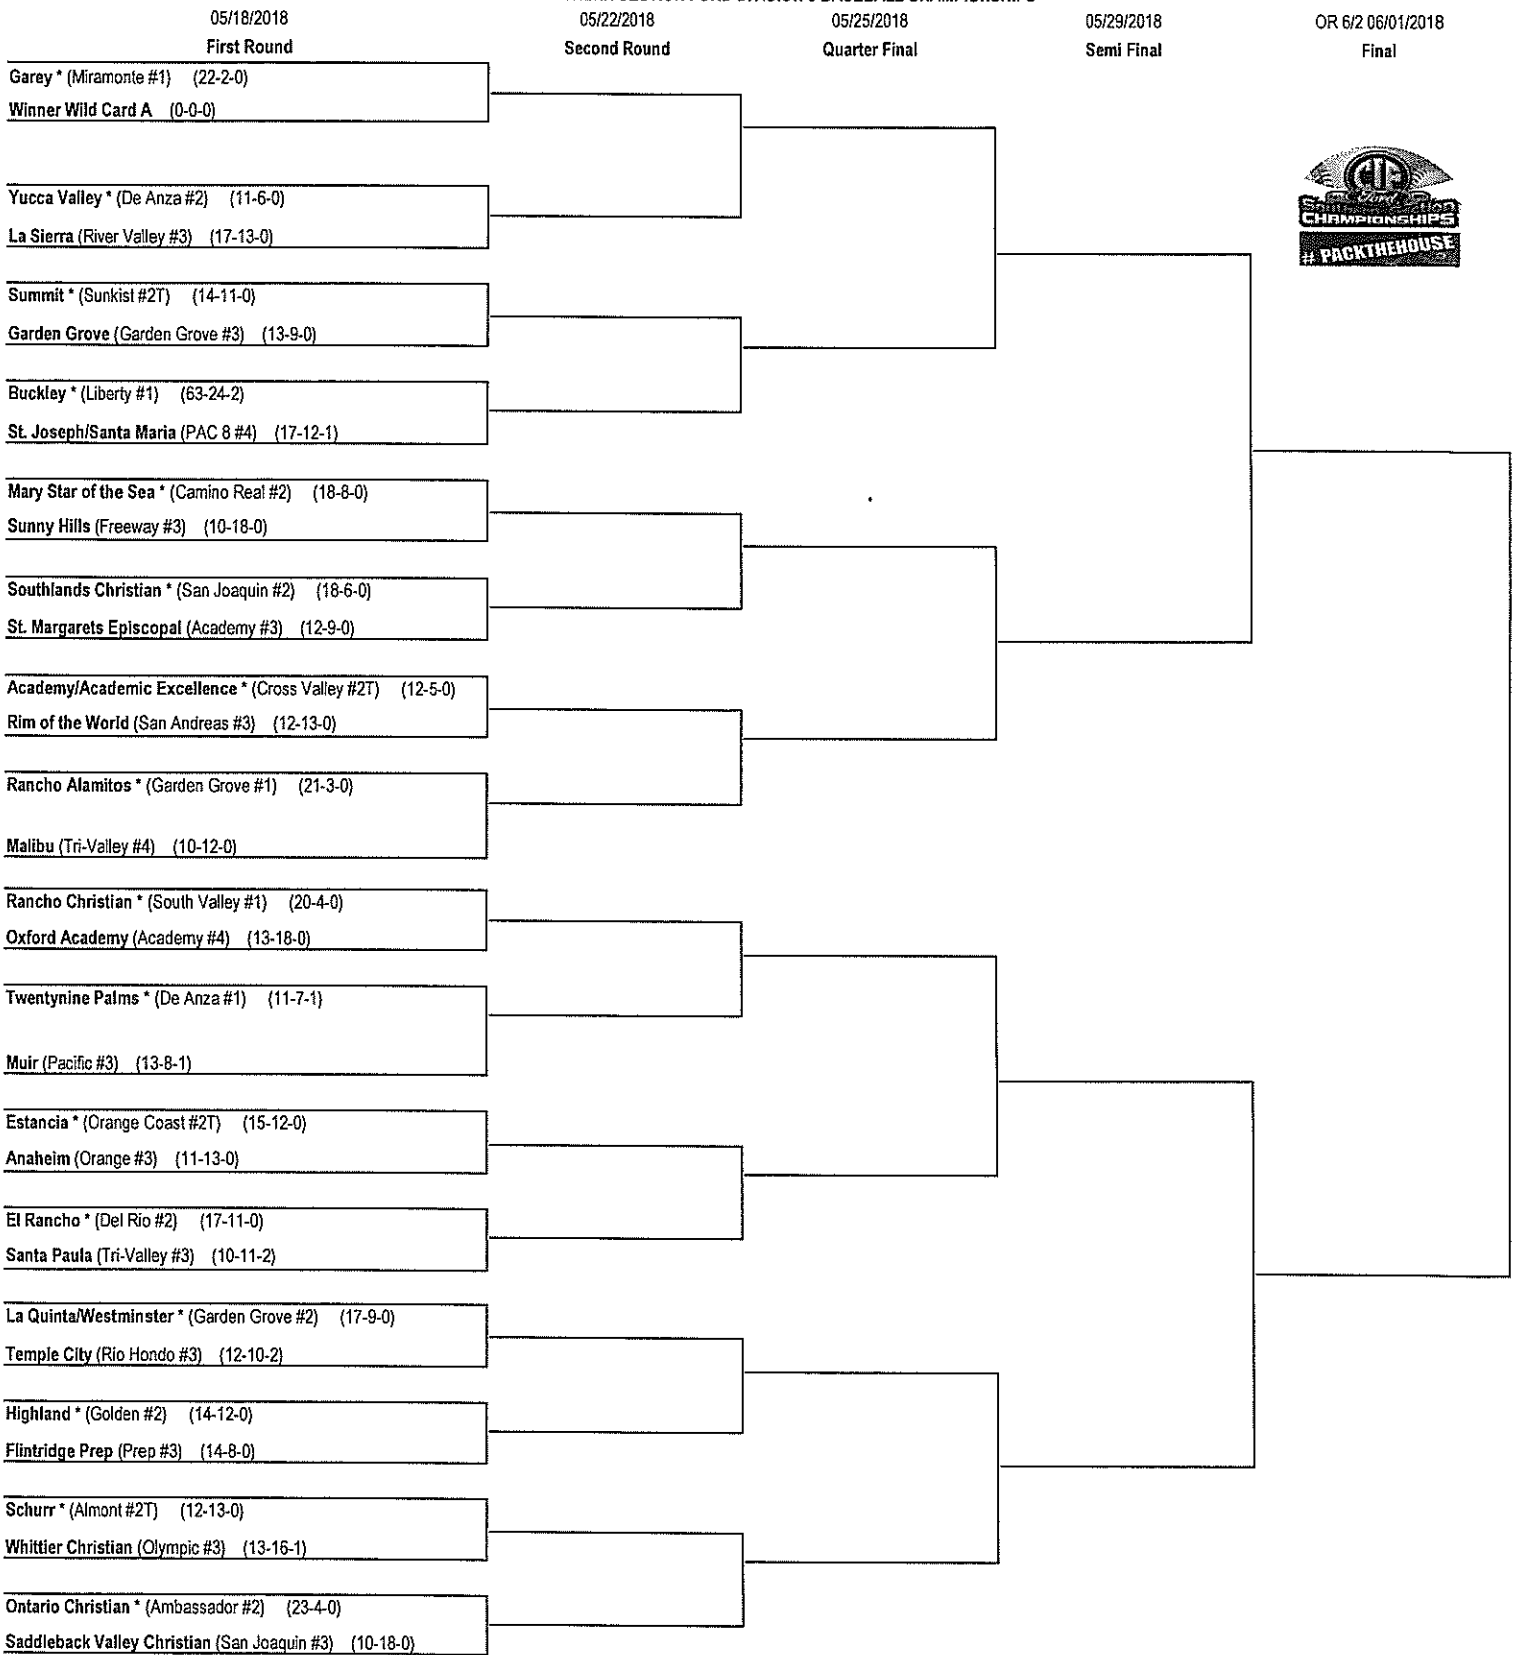 05/18/2018 05/22/2018 05/25/2018 05/29/2018 OR 6/2 06/01/2018
First Round Second Round Quarter Final Semi Final Final
Garey * (Miramonte #1) (22-2-0)
Winner Wild Card A (0-0-0)
Yucca Valley * (De Anza #2) (11-6-0)
La Sierra (River Valley #3) (17-13-0)
Summit * (Sunkist #2T) (14-11-0)
Garden Grove (Garden Grove #3) (13-9-0)
Buckley * (Liberty #1) (63-24-2)
St. Joseph/Santa Maria (PAC 8 #4) (17-12-1)
Mary Star of the Sea * (Camino Real #2) (18-8-0)
Sunny Hills (Freeway #3) (10-18-0)
Southlands Christian * (San Joaquin #2) (18-6-0)
St. Margarets Episcopal (Academy #3) (12-9-0)
Academy/Academic Excellence * (Cross Valley #2T) (12-5-0)
Rim of the World (San Andreas #3) (12-13-0)
Rancho Alamitos * (Garden Grove #1) (21-3-0)
Malibu (Tri-Valley #4) (10-12-0)
Rancho Christian * (South Valley #1) (20-4-0)
Oxford Academy (Academy #4) (13-18-0)
Twentynine Palms * (De Anza #1) (11-7-1)
Muir (Pacific #3) (13-8-1)
Estancia * (Orange Coast #2T) (15-12-0)
Anaheim (Orange #3) (11-13-0)
El Rancho * (Del Rio #2) (17-11-0)
Santa Paula (Tri-Valley #3) (10-11-2)
La Quinta/Westminster * (Garden Grove #2) (17-9-0)
Temple City (Rio Hondo #3) (12-10-2)
Highland * (Golden #2) (14-12-0)
Flintridge Prep (Prep #3) (14-8-0)
Schurr * (Almont #2T) (12-13-0)
Whittier Christian (Olympic #3) (13-16-1)
Ontario Christian * (Ambassador #2) (23-4-0)
Saddleback Valley Christian (San Joaquin #3) (10-18-0)
CIF
Ford
CHAMPIONSHIPS
# PACKTHEHOUSE